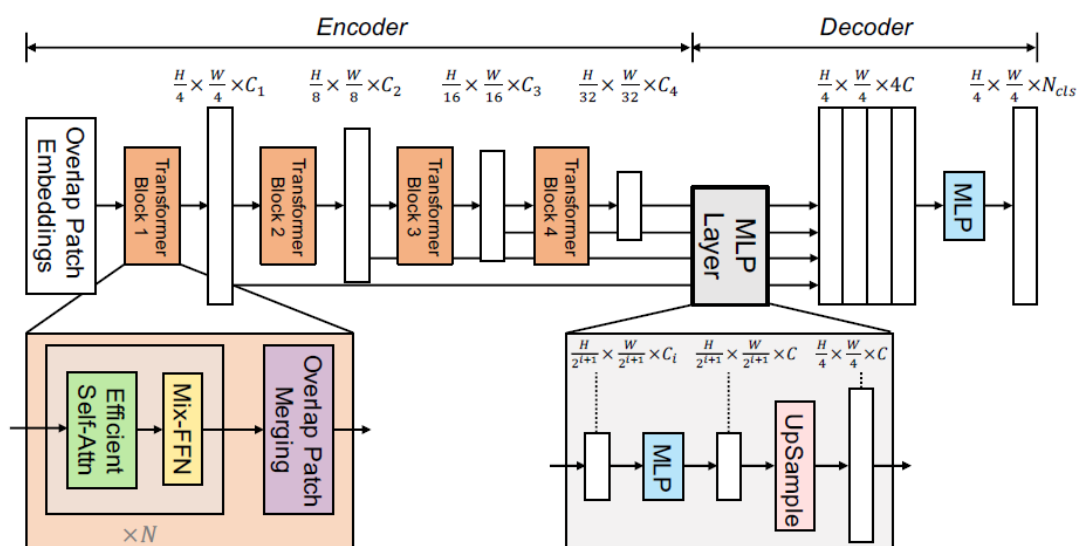 Encoder
Decoder
H/4 × W/4 × C₁
H/8 × W/8 × C₂
H/16 × W/16 × C₃
H/32 × W/32 × C₄
H/4 × W/4 × 4C
H/4 × W/4 × N_cls
Overlap Patch
Embeddings
Transformer
Block 1
Transformer
Block 2
Transformer
Block 3
Transformer
Block 4
MLP
Layer
MLP
Efficient
Self-Attn
Mix-FFN
Overlap Patch
Merging
×N
H/2^{i+1} × W/2^{i+1} × C_i
H/2^{i+1} × W/2^{i+1} × C
H/4 × W/4 × C
MLP
UpSample